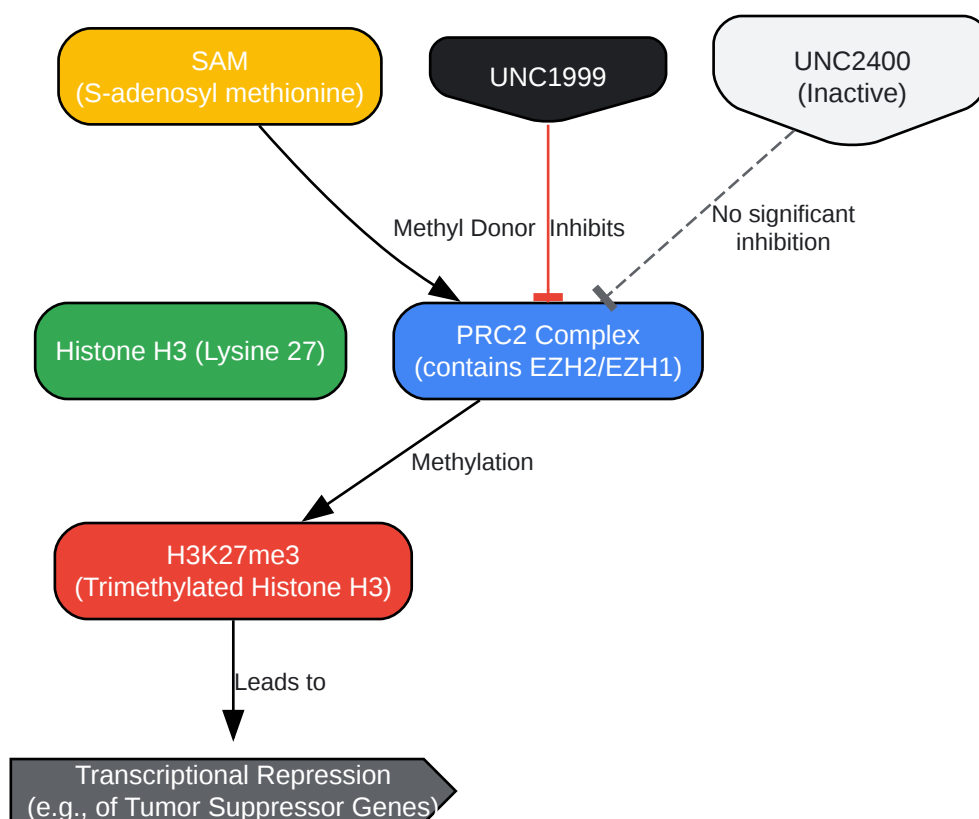 SAM
(S-adenosyl methionine)
UNC1999
UNC2400
(Inactive)
Methyl Donor
Inhibits
No significant
inhibition
Histone H3 (Lysine 27)
PRC2 Complex
(contains EZH2/EZH1)
Methylation
H3K27me3
(Trimethylated Histone H3)
Leads to
Transcriptional Repression
(e.g., of Tumor Suppressor Genes)